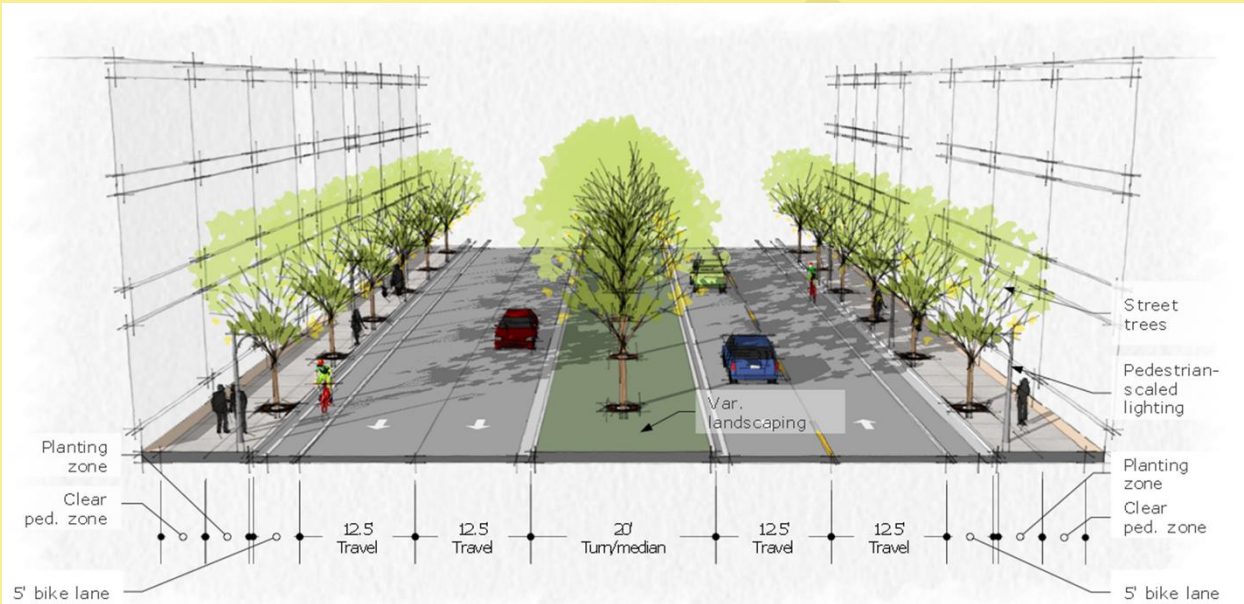 Street
trees
Pedestrian-
scaled
lighting
Var.
landscaping
Planting
zone
Clear
ped. zone
5' bike lane
12.5
Travel
12.5
Travel
20'
Turn/median
12.5'
Travel
12.5'
Travel
Planting
zone
Clear
ped. zone
5' bike lane